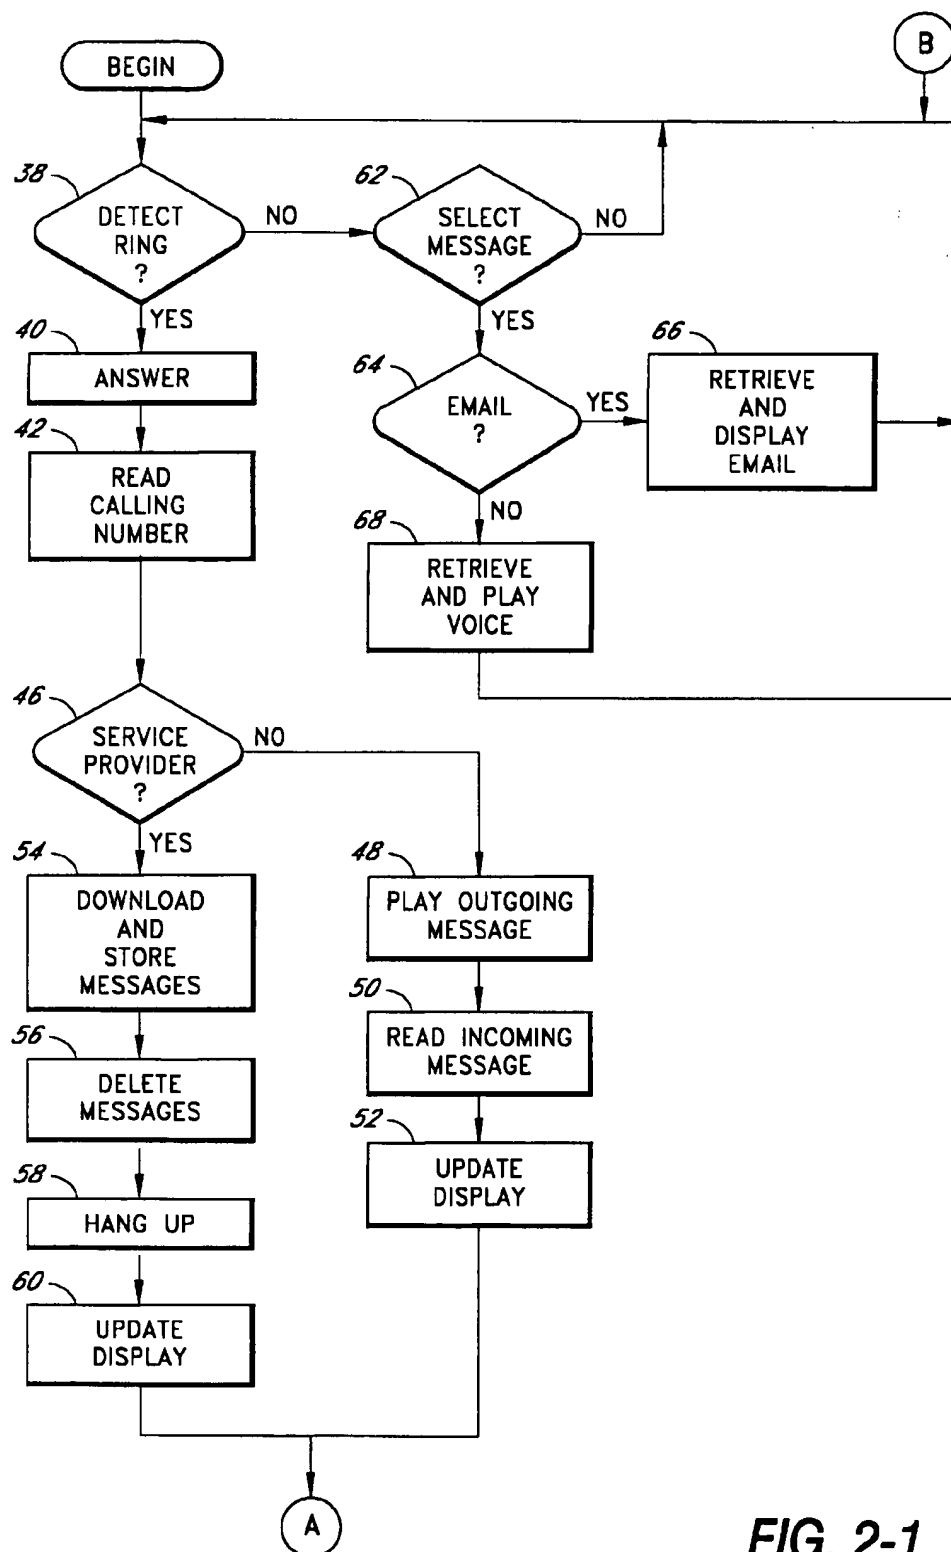 BEGIN
B
38
DETECT
RING
?
NO
YES
62
SELECT
MESSAGE
?
NO
YES
40
ANSWER
42
READ
CALLING
NUMBER
64
EMAIL
?
YES
NO
66
RETRIEVE
AND
DISPLAY
EMAIL
68
RETRIEVE
AND PLAY
VOICE
46
SERVICE
PROVIDER
?
NO
YES
54
DOWNLOAD
AND
STORE
MESSAGES
48
PLAY OUTGOING
MESSAGE
50
READ INCOMING
MESSAGE
56
DELETE
MESSAGES
52
UPDATE
DISPLAY
58
HANG UP
60
UPDATE
DISPLAY
A
FIG. 2-1